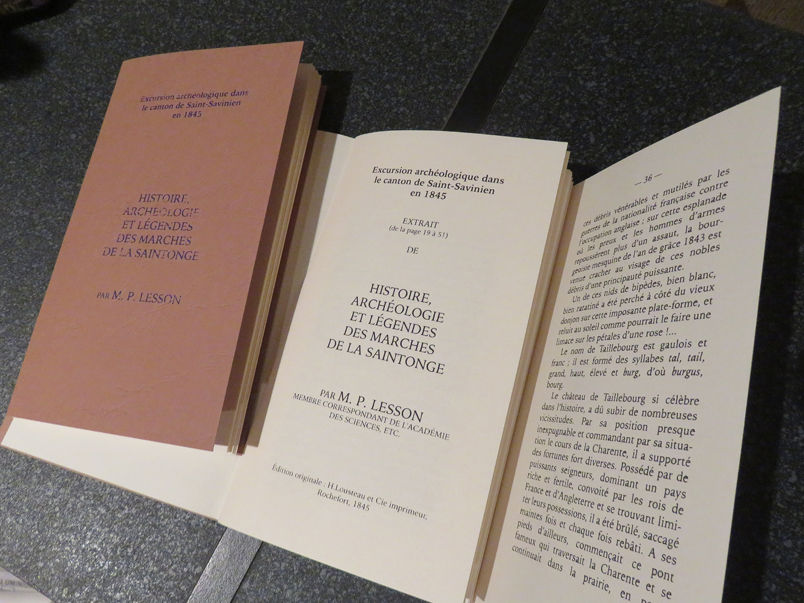 Excursion archéologique dans
le canton de Saint-Savinien
en 1845
HISTOIRE,
ARCHÉOLOGIE
ET LÉGENDES
DES MARCHES
DE LA SAINTONGE
PAR M. P. LESSON
Excursion archéologique dans
le canton de Saint-Savinien
en 1845
EXTRAIT
(de la page 19 à 51)
DE
HISTOIRE,
ARCHÉOLOGIE
ET LÉGENDES
DES MARCHES
DE LA SAINTONGE
PAR M. P. LESSON
MEMBRE CORRESPONDANT DE L'ACADÉMIE
DES SCIENCES, ETC.
Édition originale : H. Lousteau et Cie imprimeur,
Rochefort, 1845
— 36 —
ces débris vénérables et mutilés par les
guerres de la nationalité française contre
l'occupation anglaise : sur cette esplanade
où les preux et les hommes d'armes
repoussèrent plus d'un assaut, la bour-
geoisie mesquine de l'an de grâce 1843 est
venue cracher au visage de ces nobles
débris d'une principauté puissante.
Un de ces nids de bipèdes, bien blanc,
bien ratatiné a été perché à côté du vieux
donjon sur cette imposante plate-forme, et
reluit au soleil comme pourrait le faire une
limace sur les pétales d'une rose !...
Le nom de Taillebourg est gaulois et
franc ; il est formé des syllabes tal, tail,
grand, haut, élevé et burg, d'où burgus,
bourg.
Le château de Taillebourg si célèbre
dans l'histoire, a dû subir de nombreuses
vicissitudes. Par sa position presque
inexpugnable et commandant par sa situa-
tion le cours de la Charente, il a supporté
des fortunes fort diverses. Possédé par de
puissants seigneurs, dominant un pays
riche et fertile, convoité par les rois de
France et d'Angleterre et se trouvant limi-
ter leurs possessions, il a été brûlé, saccagé
maintes fois et chaque fois rebâti. A ses
pieds d'ailleurs, commençait ce pont
fameux qui traversait la Charente et se
continuait dans la prairie, en